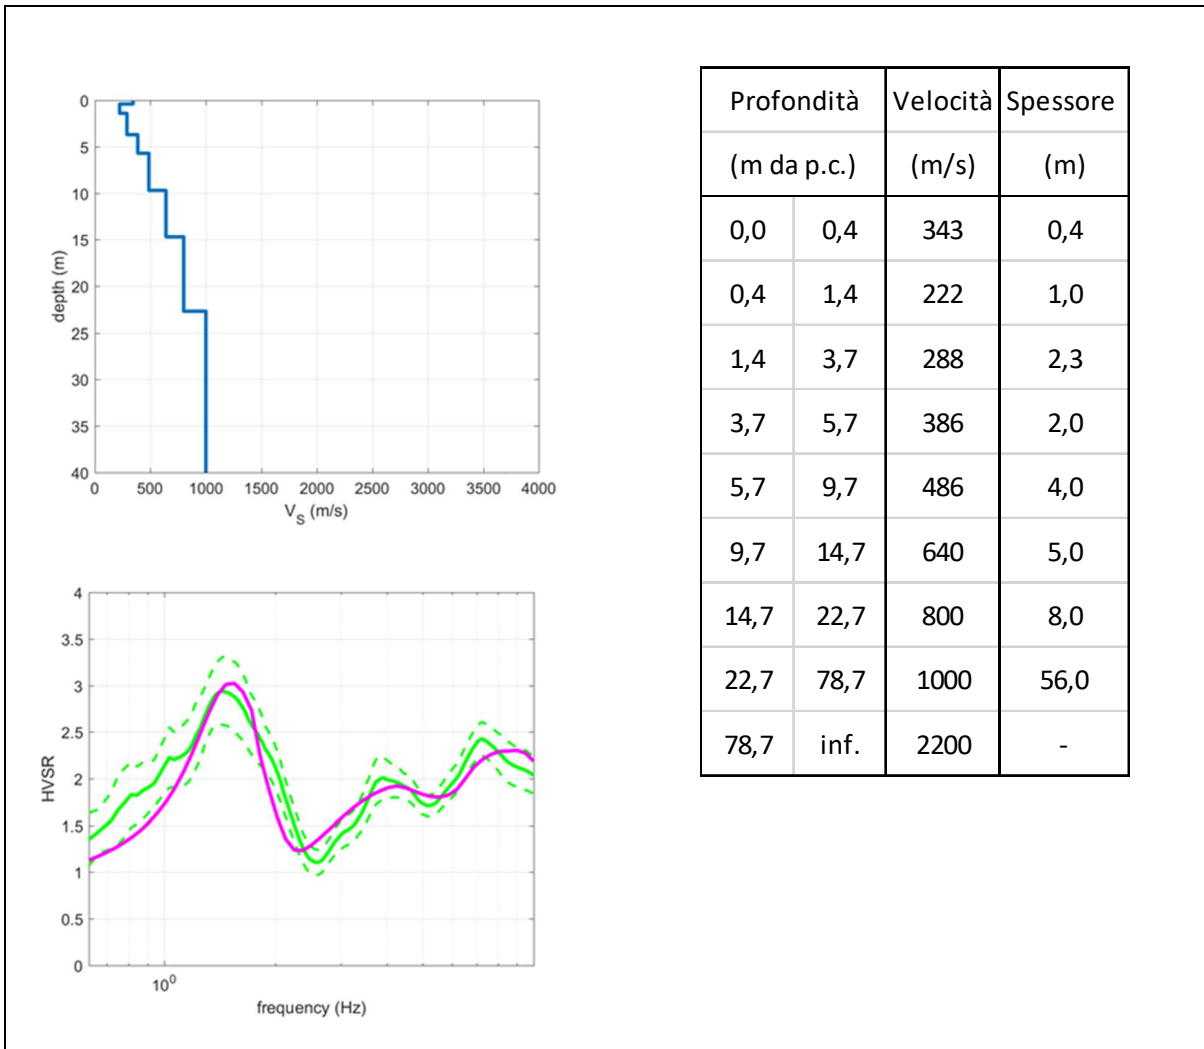 0
5
10
15
20
25
30
35
40
depth (m)
0 500 1000 1500 2000 2500 3000 3500 4000
V_S (m/s)
4
3.5
3
2.5
2
1.5
1
0.5
0
HVSR
10^0
frequency (Hz)
Profondità Velocità Spessore
(m da p.c.) (m/s) (m)
0,0 0,4 343 0,4
0,4 1,4 222 1,0
1,4 3,7 288 2,3
3,7 5,7 386 2,0
5,7 9,7 486 4,0
9,7 14,7 640 5,0
14,7 22,7 800 8,0
22,7 78,7 1000 56,0
78,7 inf. 2200 -